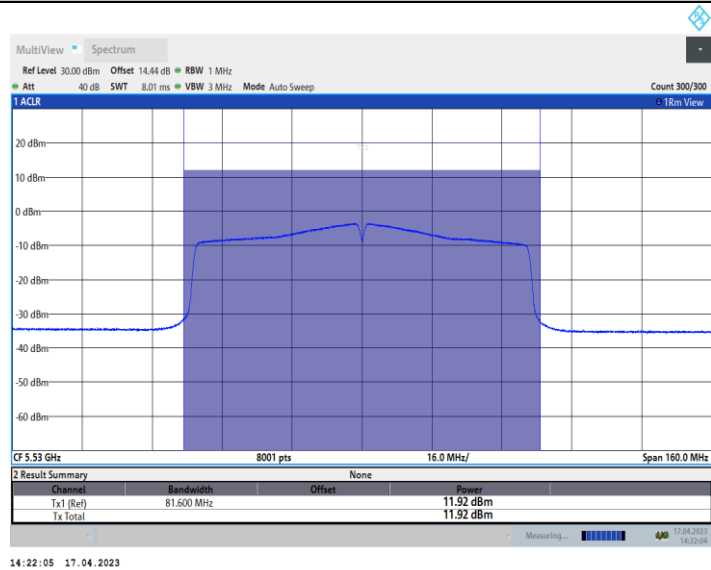 MultiView Spectrum
Ref Level 30.00 dBm Offset 14.44 dB RBW 1 MHz
Att 40 dB SWT 8.01 ms VBW 3 MHz Mode Auto Sweep Count 300/300
1 ACLR 1Rm View
20 dBm
10 dBm
0 dBm
-10 dBm
-20 dBm
-30 dBm
-40 dBm
-50 dBm
-60 dBm
CF 5.53 GHz 8001 pts 16.0 MHz/ Span 160.0 MHz
2 Result Summary None
Channel Bandwidth Offset Power
Tx1 (Ref) 81.600 MHz 11.92 dBm
Tx Total 11.92 dBm
Measuring... 17.04.2023
14:22:04
14:22:05 17.04.2023